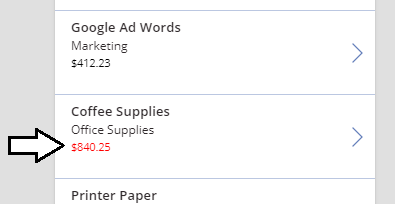 Google Ad Words
Marketing
$412.23
Coffee Supplies
Office Supplies
$840.25
Printer Paper